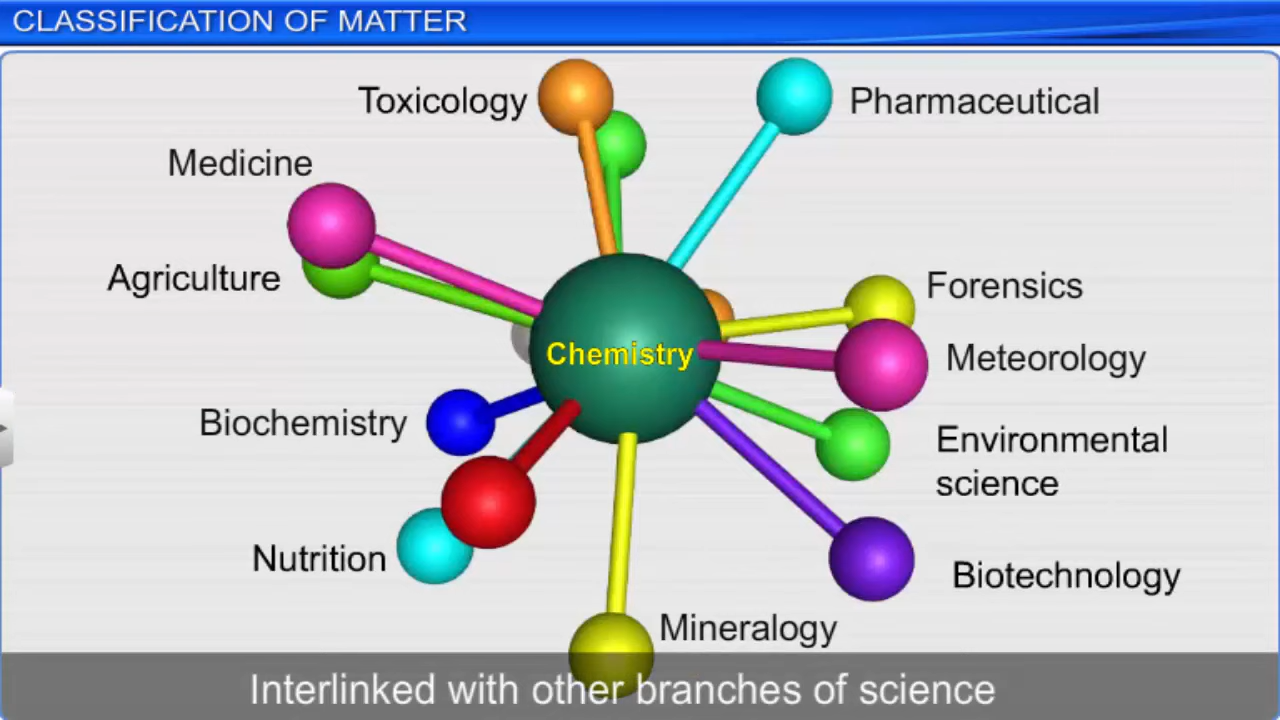 CLASSIFICATION OF MATTER
Toxicology
Pharmaceutical
Medicine
Agriculture
Forensics
Chemistry
Meteorology
Biochemistry
Environmental
science
Nutrition
Biotechnology
Mineralogy
Interlinked with other branches of science